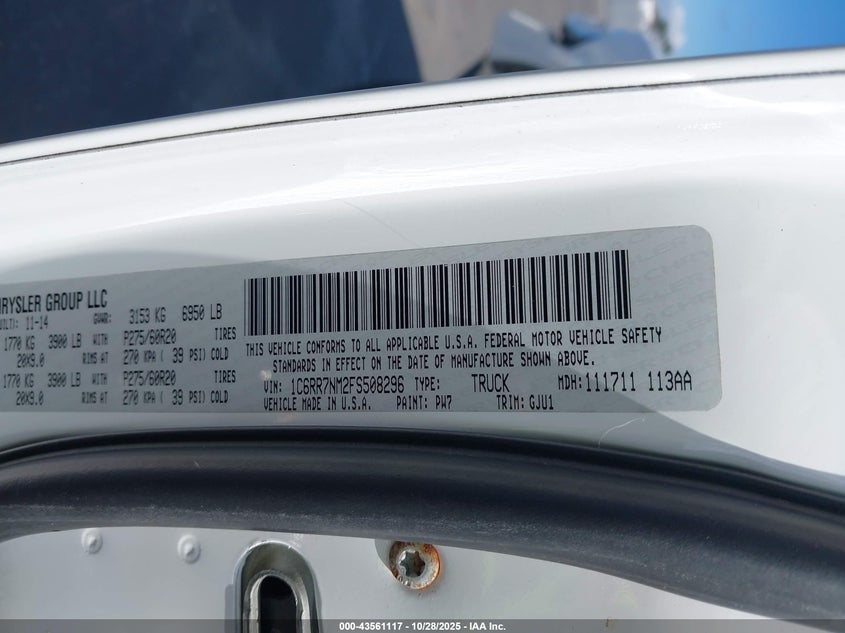 HRYSLER GROUP LLC
UILT): 11-14 GVWR: 3153 KG 6950 LB
1770 KG 3900 LB WITH P275/60R20 TIRES
20X9.0 RIMS AT 270 KPA ( 39 PSI) COLD
1770 KG 3900 LB WITH P275/60R20 TIRES
20X9.0 RIMS AT 270 KPA ( 39 PSI) COLD
THIS VEHICLE CONFORMS TO ALL APPLICABLE U.S.A. FEDERAL MOTOR VEHICLE SAFETY
STANDARDS IN EFFECT ON THE DATE OF MANUFACTURE SHOWN ABOVE.
VIN: 1C6RR7NM2FS508296 TYPE: TRUCK MDH: 111711 113AA
VEHICLE MADE IN U.S.A. PAINT: PW7 TRIM: GJU1
000-43561117 - 10/28/2025 - IAA Inc.